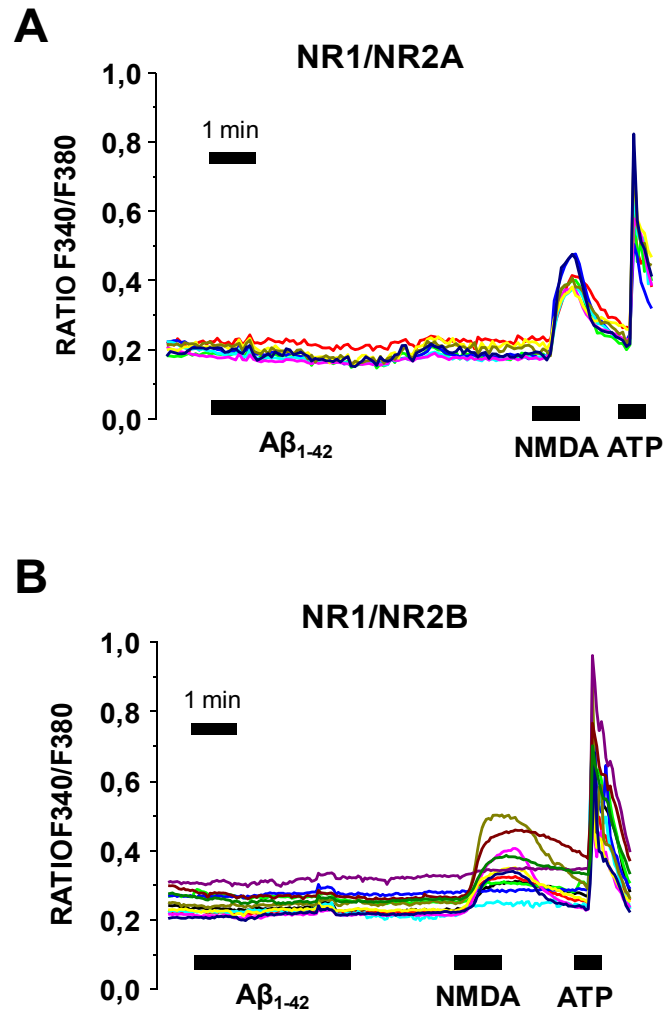 A
NR1/NR2A
1,0
0,8
0,6
0,4
0,2
0,0
RATIO F340/F380
1 min
Aβ1-42
NMDA
ATP
B
NR1/NR2B
1,0
0,8
0,6
0,4
0,2
0,0
RATIOF340/F380
1 min
Aβ1-42
NMDA
ATP